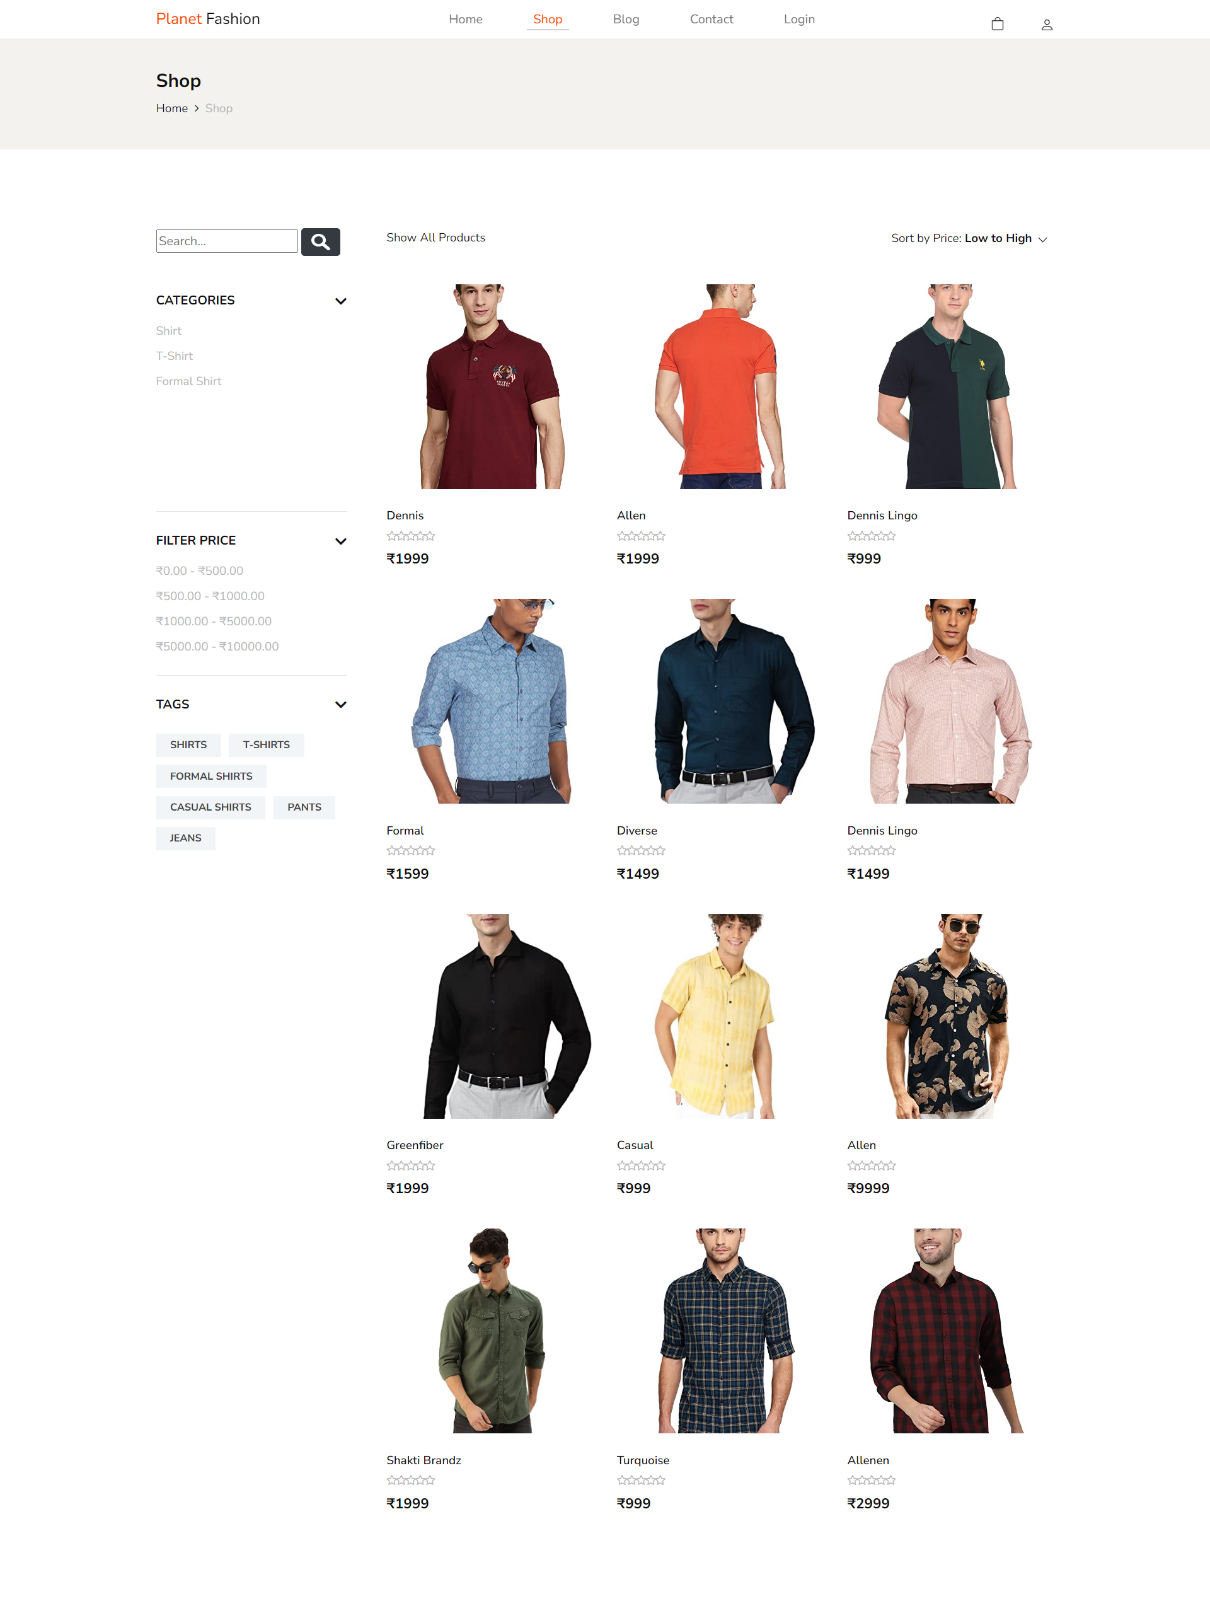 Planet Fashion
Home Shop Blog Contact Login
Shop
Home > Shop
Search...
Show All Products
Sort by Price: Low to High
CATEGORIES
Shirt
T-Shirt
Formal Shirt
FILTER PRICE
₹0.00 - ₹500.00
₹500.00 - ₹1000.00
₹1000.00 - ₹5000.00
₹5000.00 - ₹10000.00
TAGS
SHIRTS T-SHIRTS
FORMAL SHIRTS
CASUAL SHIRTS PANTS
JEANS
Dennis
₹1999
Allen
₹1999
Dennis Lingo
₹999
Formal
₹1599
Diverse
₹1499
Dennis Lingo
₹1499
Greenfiber
₹1999
Casual
₹999
Allen
₹9999
Shakti Brandz
₹1999
Turquoise
₹999
Allenen
₹2999